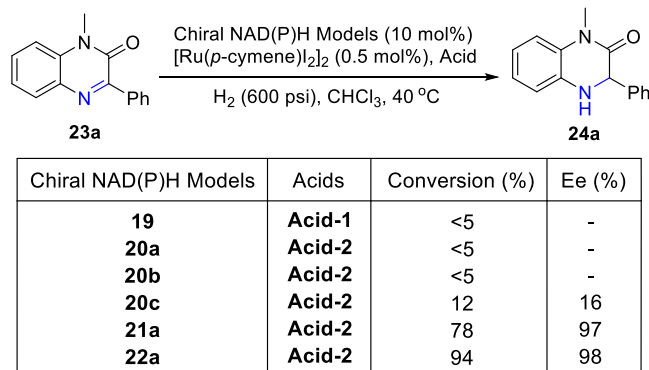 Chiral NAD(P)H Models (10 mol%)
[Ru(p-cymene)I₂]₂ (0.5 mol%), Acid
H₂ (600 psi), CHCl₃, 40 °C
N
O
N
Ph
23a
N
O
N
H
Ph
24a
Chiral NAD(P)H Models Acids Conversion (%) Ee (%)
19 Acid-1 <5 -
20a Acid-2 <5 -
20b Acid-2 <5 -
20c Acid-2 12 16
21a Acid-2 78 97
22a Acid-2 94 98